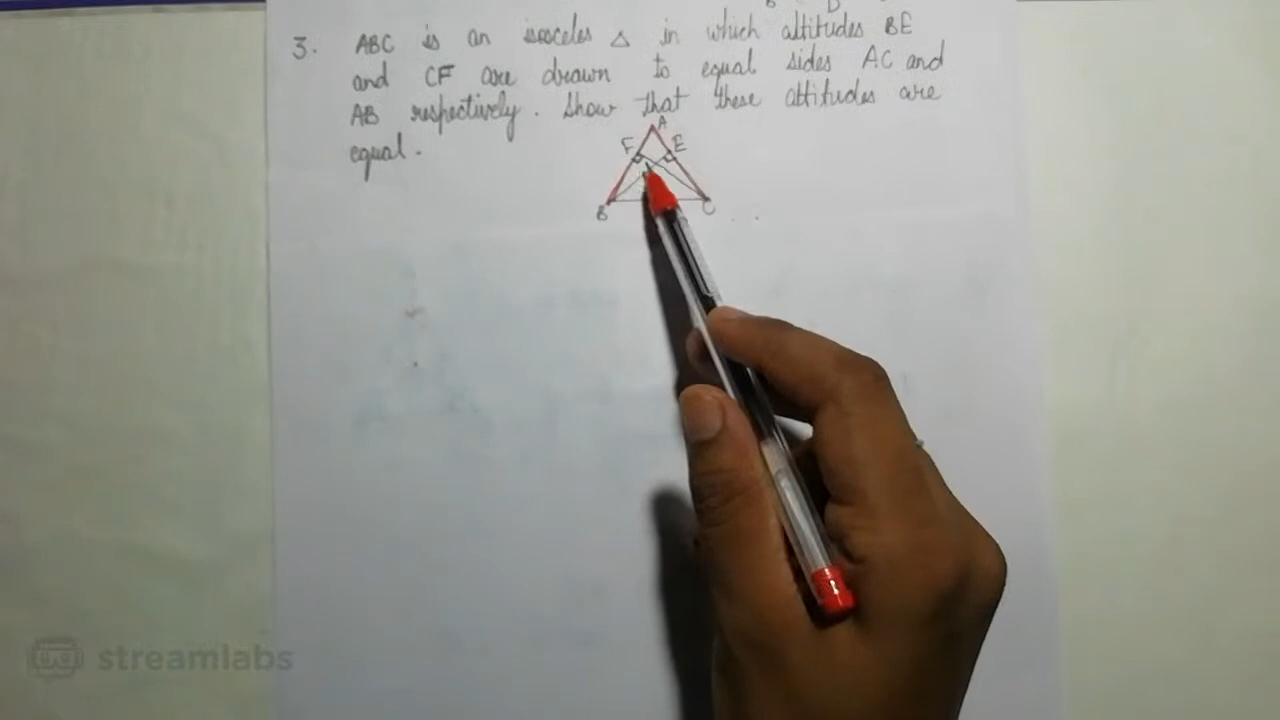 B D
3. ABC is an isosceles △ in which altitudes BE
and CF are drawn to equal sides AC and
AB respectively. Show that these altitudes are
equal.
A
F E
B C
streamlabs